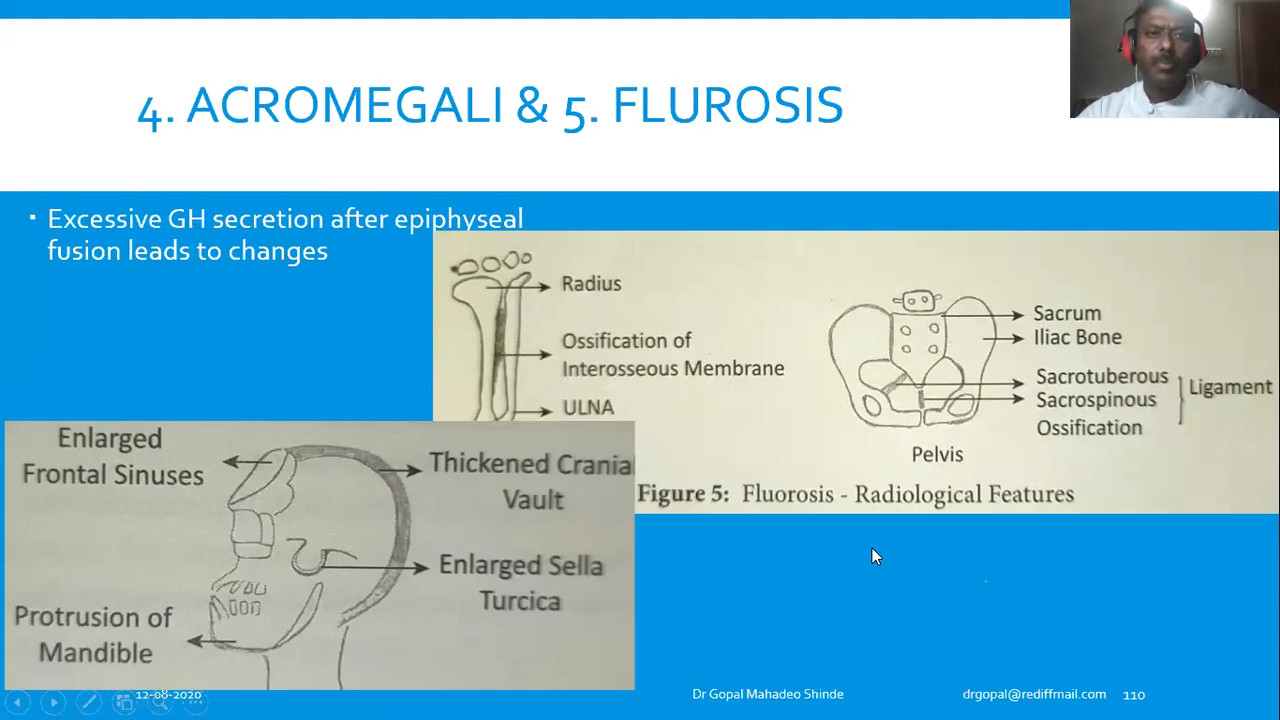 4. ACROMEGALI & 5. FLUROSIS
Excessive GH secretion after epiphyseal
fusion leads to changes
Radius
Ossification of
Interosseous Membrane
ULNA
Sacrum
Iliac Bone
Sacrotuberous
Sacrospinous
Ligament
Ossification
Pelvis
Figure 5: Fluorosis - Radiological Features
Enlarged
Frontal Sinuses
Thickened Crania
Vault
Enlarged Sella
Turcica
Protrusion of
Mandible
12-08-2020
Dr Gopal Mahadeo Shinde
drgopal@rediffmail.com
110